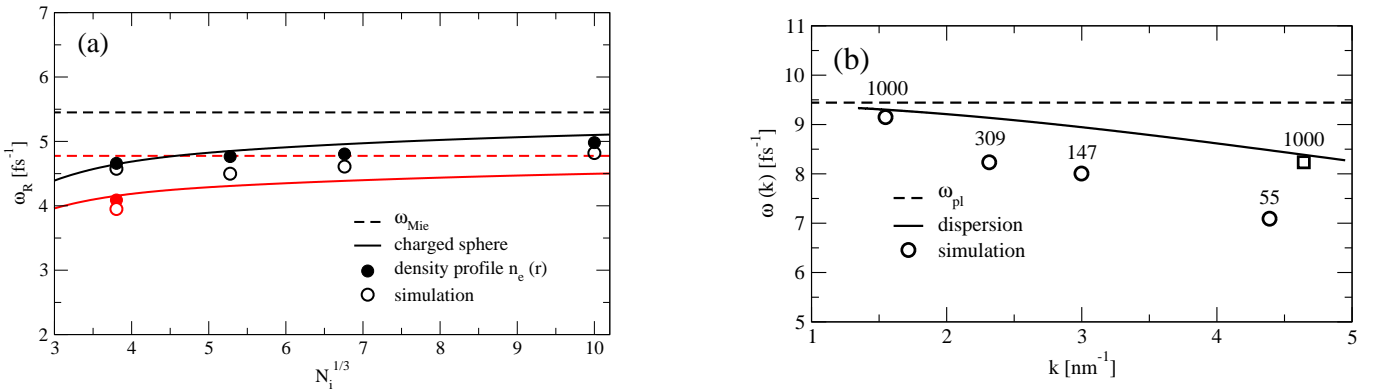 (a)
7
6
5
4
3
2
ω_R [fs^-1]
ω_Mie
charged sphere
density profile n_e (r)
simulation
3 4 5 6 7 8 9 10
N_i^1/3
(b)
11
10
9
8
7
6
5
ω (k) [fs^-1]
1000
309
147
1000
55
ω_pl
dispersion
simulation
1 2 3 4 5
k [nm^-1]